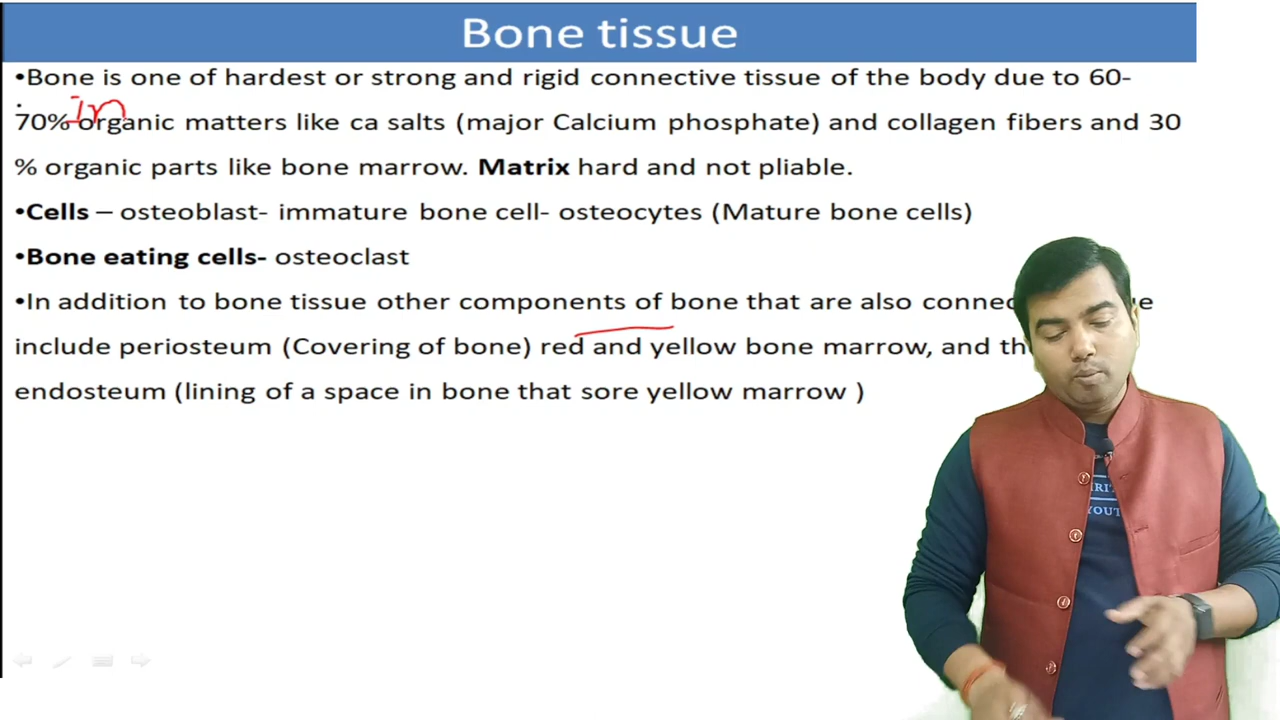 Bone tissue
•Bone is one of hardest or strong and rigid connective tissue of the body due to 60-
in
70% organic matters like ca salts (major Calcium phosphate) and collagen fibers and 30
% organic parts like bone marrow. Matrix hard and not pliable.
•Cells – osteoblast- immature bone cell- osteocytes (Mature bone cells)
•Bone eating cells- osteoclast
•In addition to bone tissue other components of bone that are also
include periosteum (Covering of bone) red and yellow bone marrow, and
endosteum (lining of a space in bone that sore yellow marrow )
YOUT